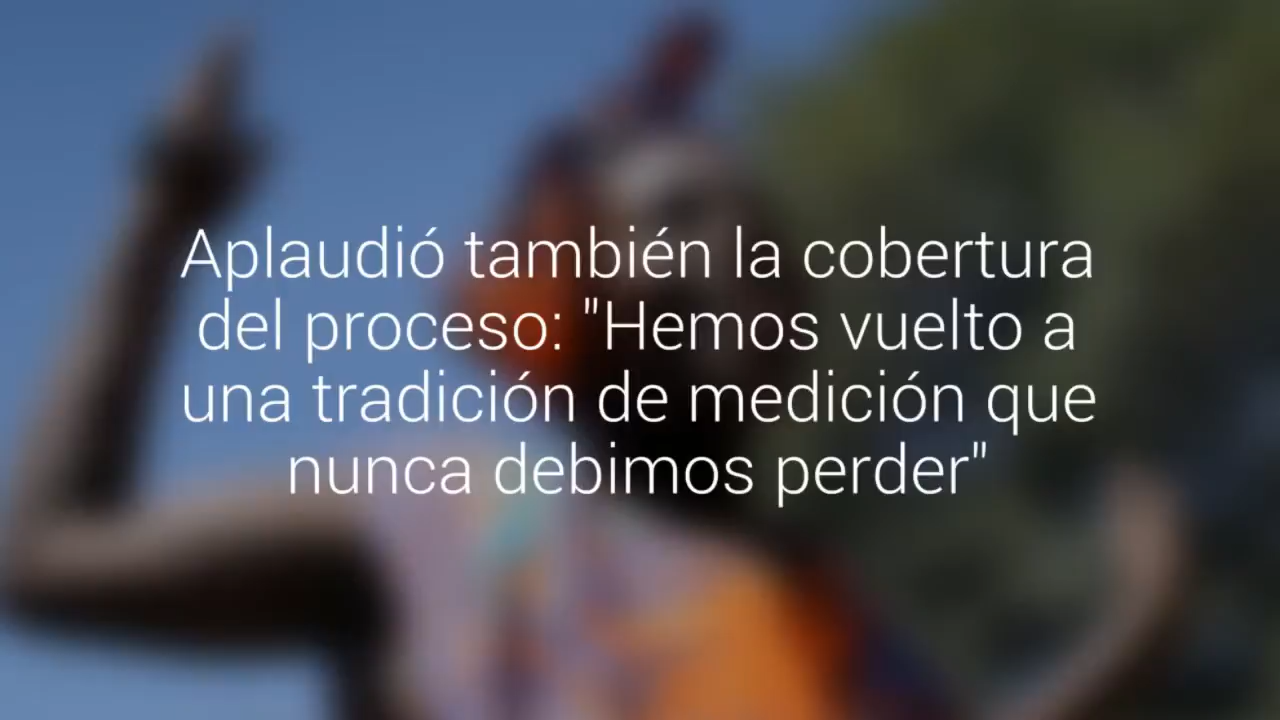 Aplaudió también la cobertura
del proceso: "Hemos vuelto a
una tradición de medición que
nunca debimos perder"